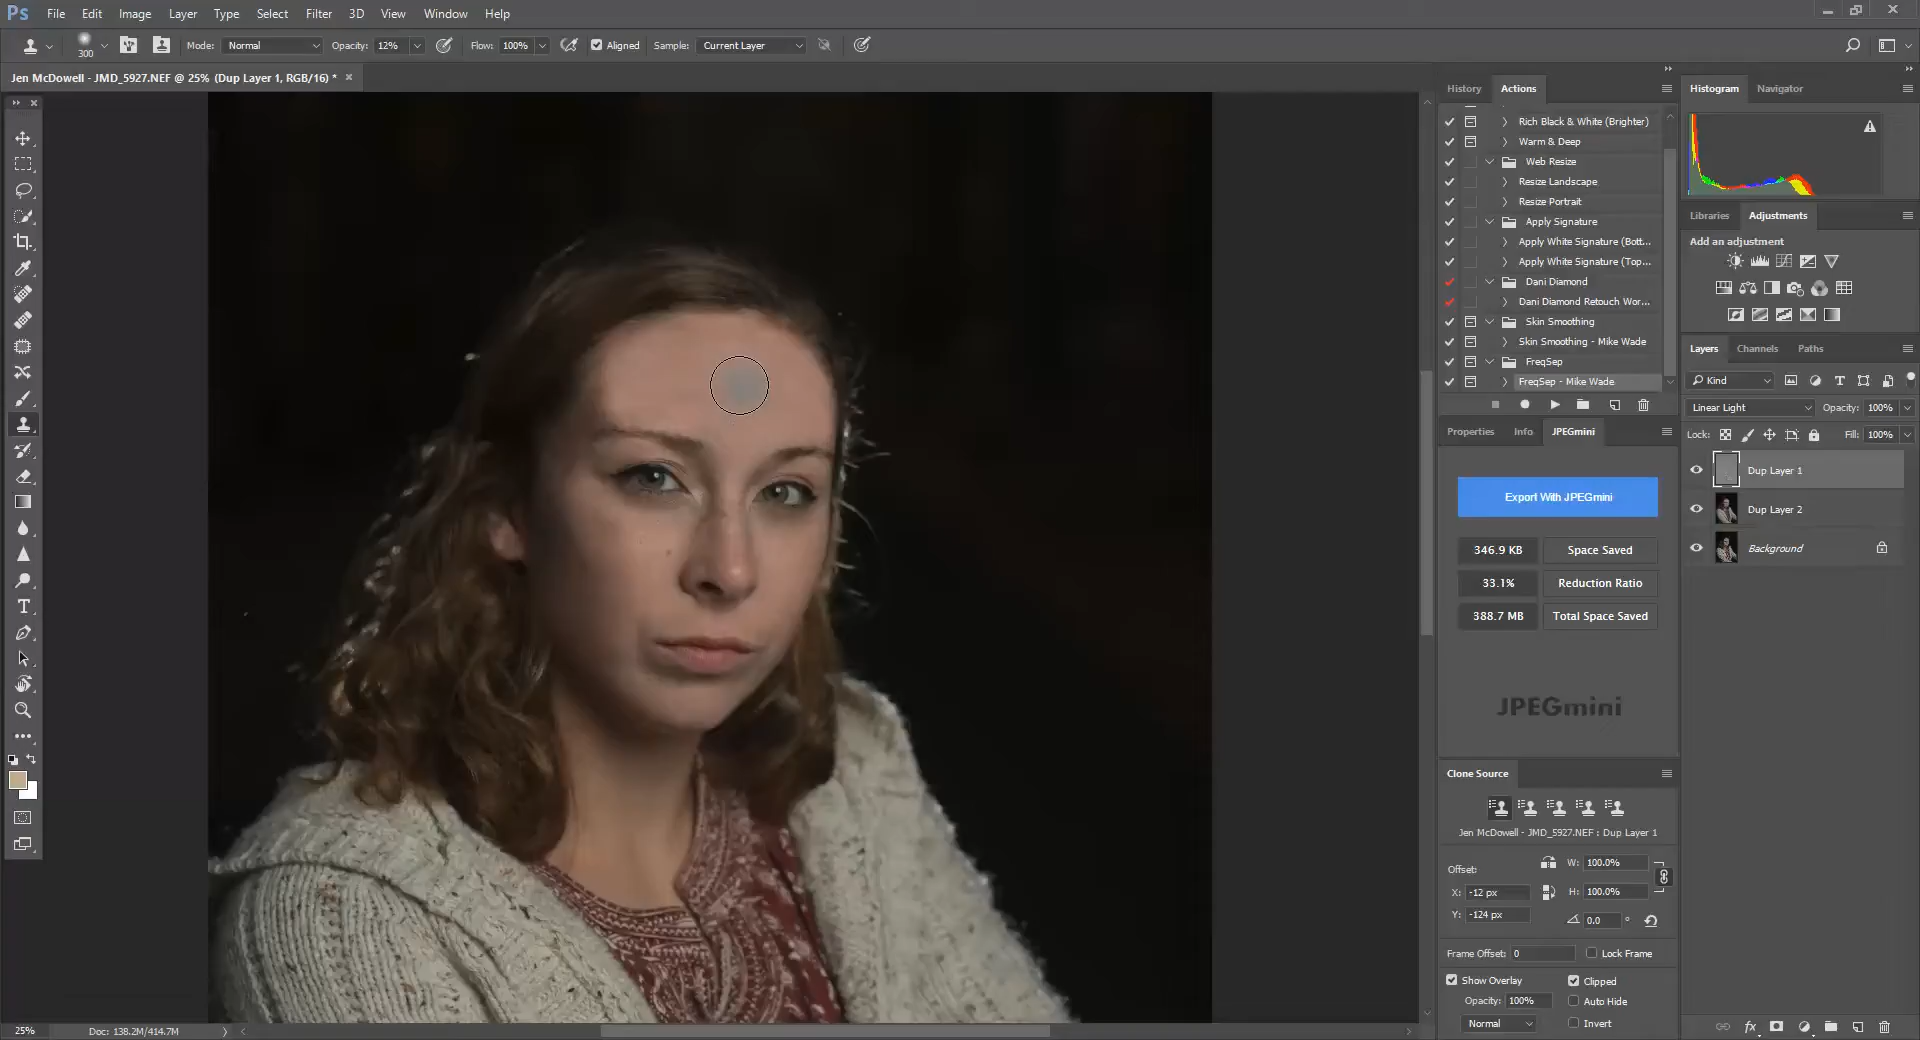 Ps File Edit Image Layer Type Select Filter 3D View Window Help
300 Mode: Normal Opacity: 12% Flow: 100% Aligned Sample: Current Layer
Jen McDowell - JMD_5927.NEF @ 25% (Dup Layer 1, RGB/16) *
History Actions
Rich Black & White (Brighter)
Warm & Deep
Web Resize
Resize Landscape
Resize Portrait
Apply Signature
Apply White Signature (Bott...
Apply White Signature (Top...
Dani Diamond
Dani Diamond Retouch Wor...
Skin Smoothing
Skin Smoothing - Mike Wade
FreqSep
FreqSep - Mike Wade
Properties Info JPEGmini
Export With JPEGmini
346.9 KB Space Saved
33.1% Reduction Ratio
388.7 MB Total Space Saved
JPEGmini
Clone Source
Jen McDowell - JMD_5927.NEF : Dup Layer 1
Offset: W: 100.0%
X: -12 px H: 100.0%
Y: -124 px 0.0 °
Frame Offset: 0 Lock Frame
Show Overlay Clipped
Opacity: 100% Auto Hide
Normal Invert
Histogram Navigator
Libraries Adjustments
Add an adjustment
Layers Channels Paths
Kind
Linear Light Opacity: 100%
Lock: Fill: 100%
Dup Layer 1
Dup Layer 2
Background
25% Doc: 138.2M/414.7M